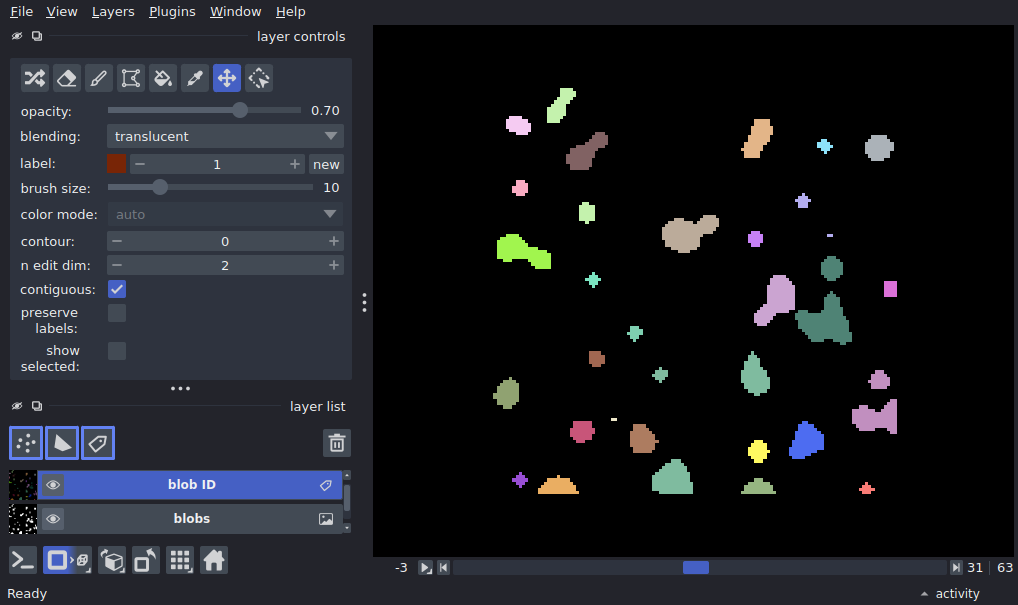 File View Layers Plugins Window Help
layer controls
opacity: 0.70
blending: translucent
label: 1 new
brush size: 10
color mode: auto
contour: 0
n edit dim: 2
contiguous:
preserve
labels:
show
selected:
layer list
blob ID
blobs
-3 31 63
Ready activity